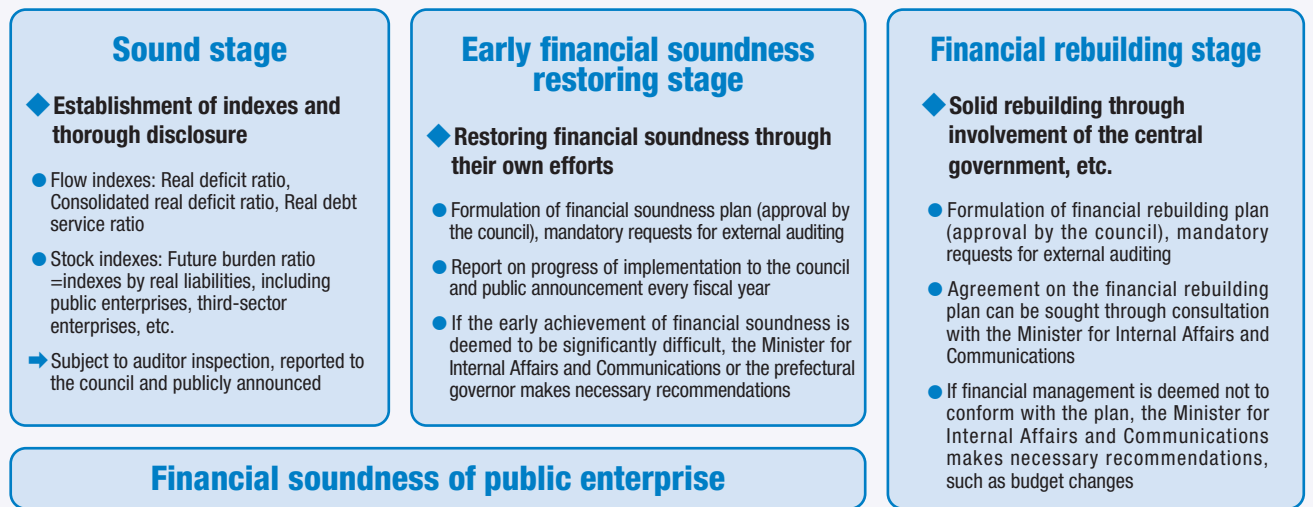 Sound stage
◆Establishment of indexes and
thorough disclosure
● Flow indexes: Real deficit ratio,
Consolidated real deficit ratio, Real debt
service ratio
● Stock indexes: Future burden ratio
=indexes by real liabilities, including
public enterprises, third-sector
enterprises, etc.
➡ Subject to auditor inspection, reported to
the council and publicly announced
Early financial soundness
restoring stage
◆Restoring financial soundness through
their own efforts
● Formulation of financial soundness plan (approval by
the council), mandatory requests for external auditing
● Report on progress of implementation to the council
and public announcement every fiscal year
● If the early achievement of financial soundness is
deemed to be significantly difficult, the Minister for
Internal Affairs and Communications or the prefectural
governor makes necessary recommendations
Financial rebuilding stage
◆Solid rebuilding through
involvement of the central
government, etc.
● Formulation of financial rebuilding plan
(approval by the council), mandatory
requests for external auditing
● Agreement on the financial rebuilding
plan can be sought through consultation
with the Minister for Internal Affairs and
Communications
● If financial management is deemed not to
conform with the plan, the Minister for
Internal Affairs and Communications
makes necessary recommendations,
such as budget changes
Financial soundness of public enterprise